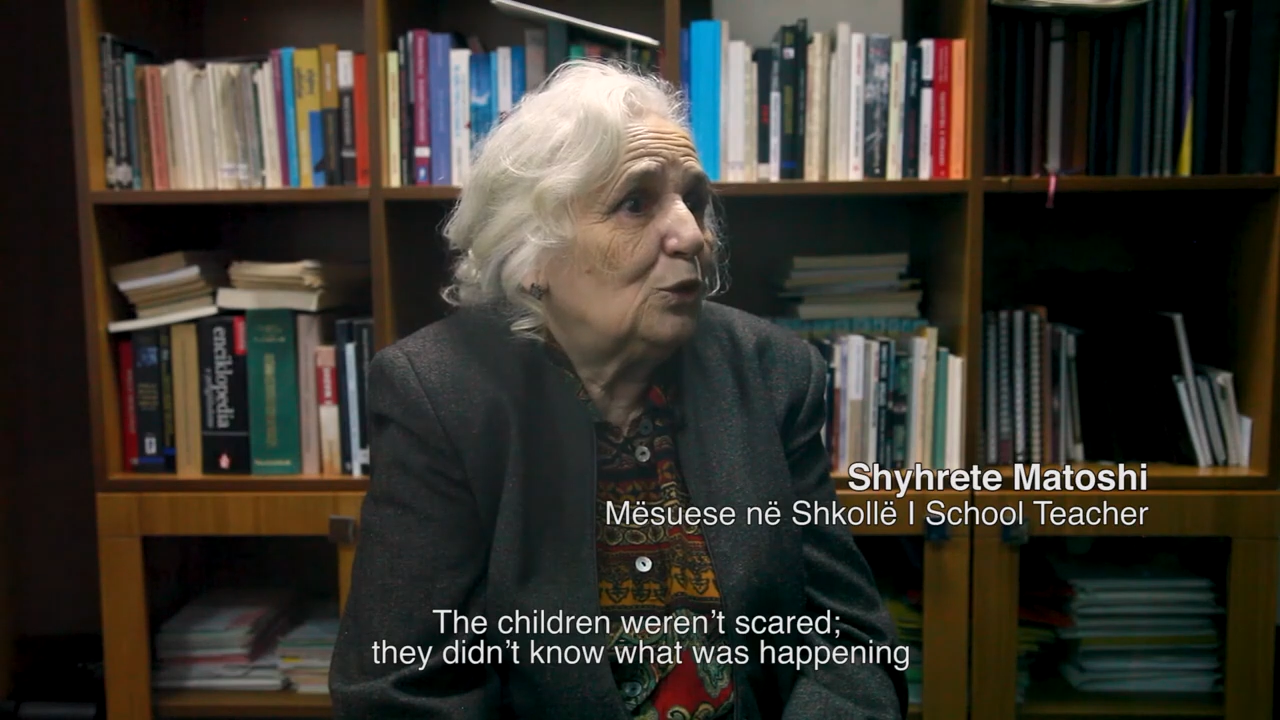 enciklopedia
Shyhrete Matoshi
Mësuese në Shkollë I School Teacher
The children weren't scared;
they didn't know what was happening